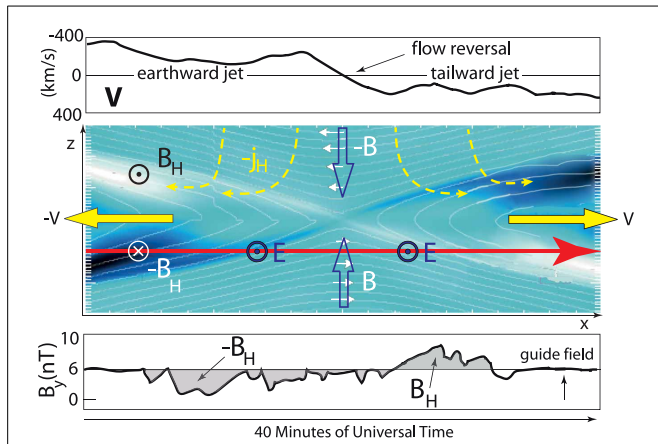 -400
(km/s)
0
400
V
earthward jet
flow reversal
tailward jet
z
B_H
-j_H
-B
-V
V
-B_H
E
B
E
x
B_y(nT)
10
6
0
-B_H
B_H
guide field
40 Minutes of Universal Time